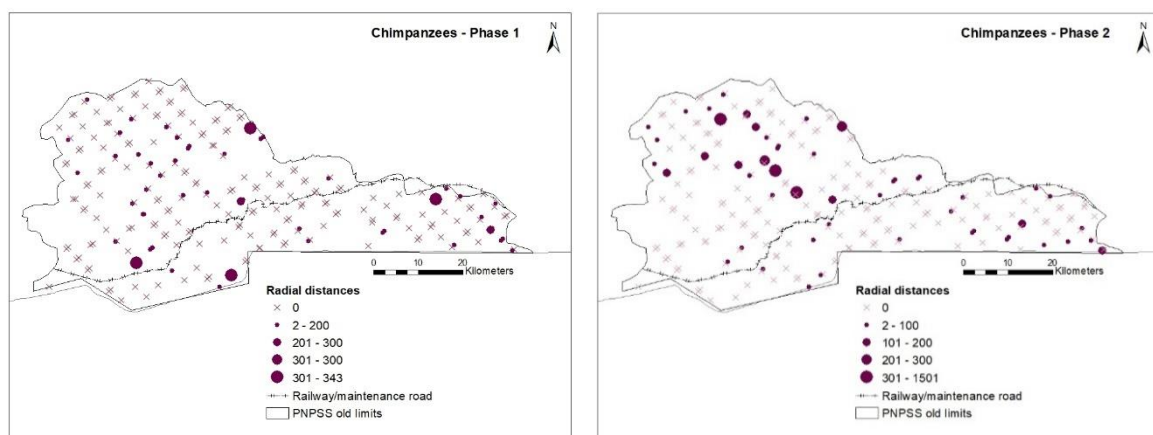 Chimpanzees - Phase 1
N
0 10 20
Kilometers
Radial distances
0
2 - 200
201 - 300
301 - 300
301 - 343
Railway/maintenance road
PNPSS old limits
Chimpanzees - Phase 2
N
0 10 20
Kilometers
Radial distances
0
2 - 100
101 - 200
201 - 300
301 - 1501
Railway/maintenance road
PNPSS old limits